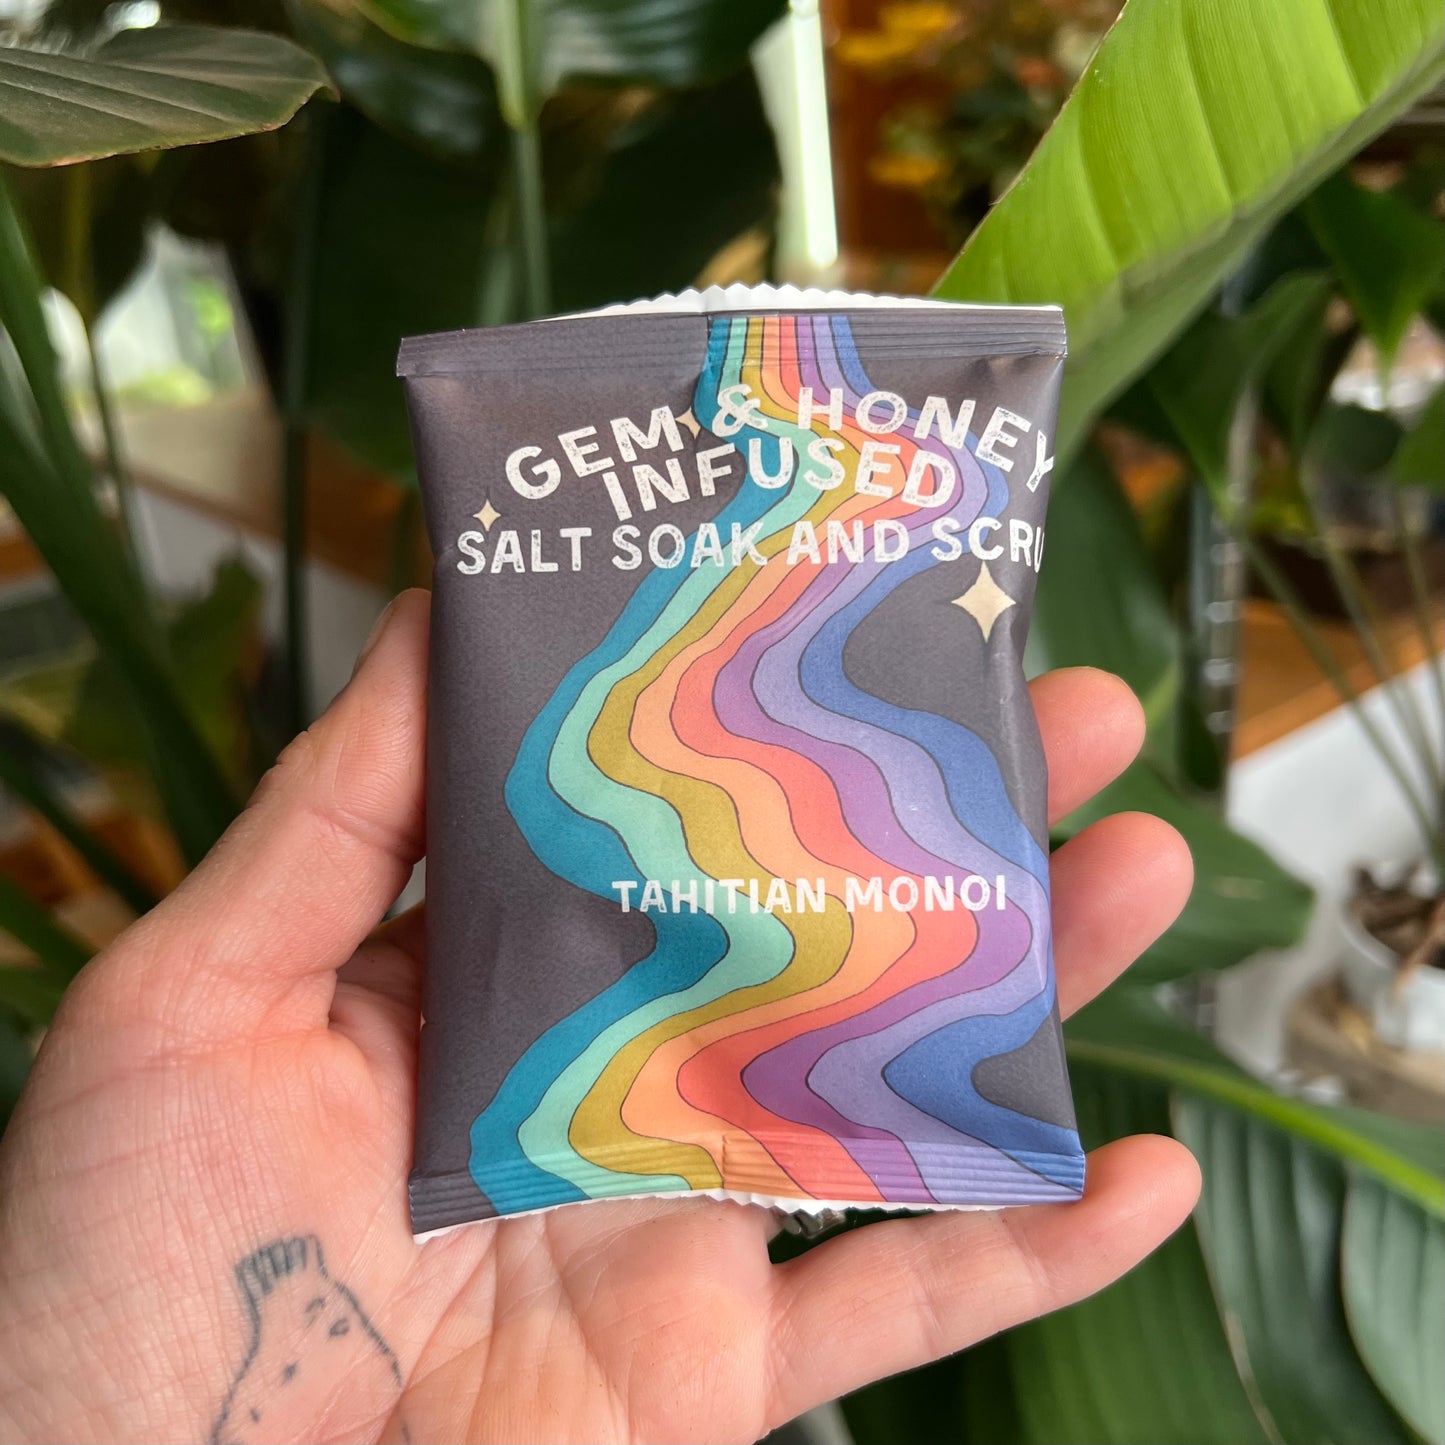 GEM & HONEY
INFUSED
SALT SOAK AND SCRU
TAHITIAN MONOI